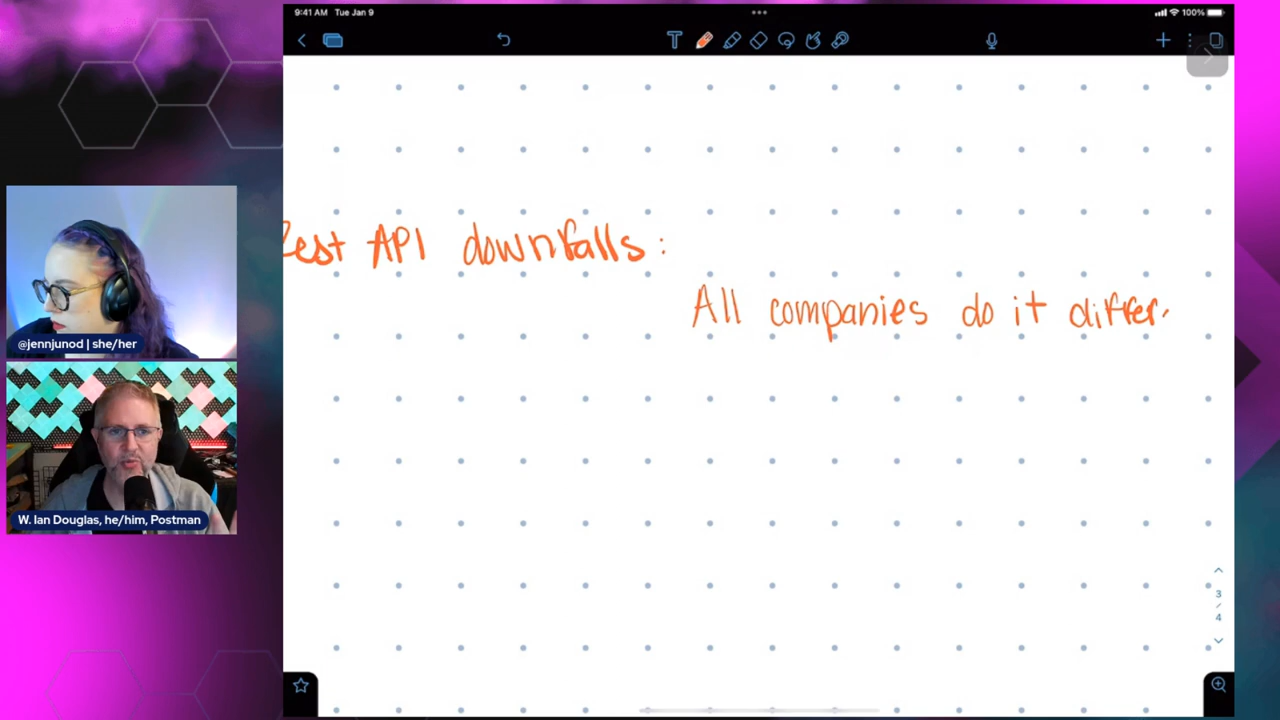 9:41 AM Tue Jan 9
100%
Rest API downfalls:
All companies do it differ
@jennjunod | she/her
W. Ian Douglas, he/him, Postman
3
/
4